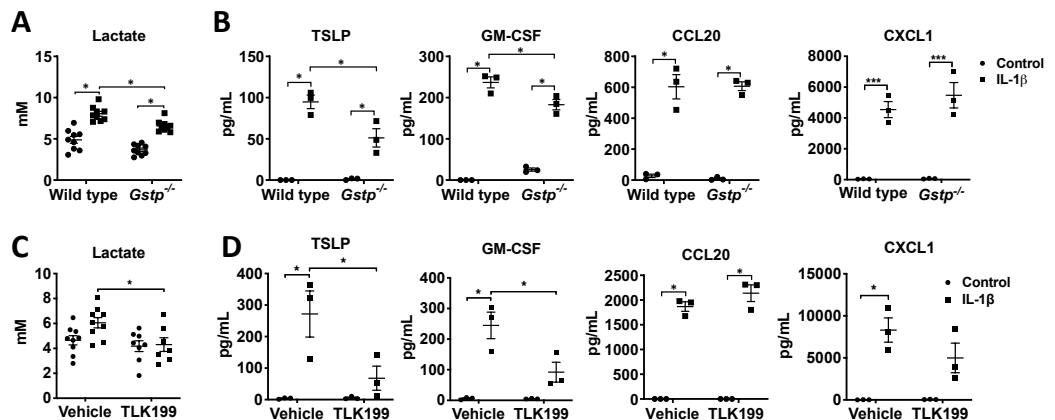 A
Lactate
mM
15
10
5
0
*
*
*
Wild type Gstp-/-
B
TSLP
pg/mL
150
100
50
0
*
*
*
Wild type Gstp-/-
GM-CSF
pg/mL
300
200
100
0
*
*
*
Wild type Gstp-/-
CCL20
pg/mL
800
600
400
200
0
*
*
Wild type Gstp-/-
CXCL1
pg/mL
8000
6000
4000
2000
0
***
***
Wild type Gstp-/-
Control
IL-1β
C
Lactate
mM
10
8
6
4
2
0
*
Vehicle TLK199
D
TSLP
pg/mL
400
300
200
100
0
*
*
Vehicle TLK199
GM-CSF
pg/mL
400
300
200
100
0
*
*
Vehicle TLK199
CCL20
pg/mL
2500
2000
1500
1000
500
0
*
*
Vehicle TLK199
CXCL1
pg/mL
15000
10000
5000
0
*
Vehicle TLK199
Control
IL-1β